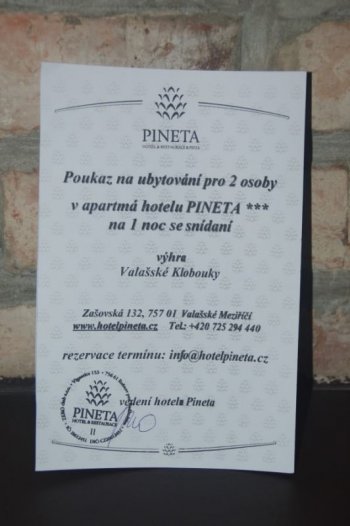 PINETA
HOTEL & RESTAURACE PINETA
Poukaz na ubytování pro 2 osoby
v apartmá hotelu PINETA ***
na 1 noc se snídaní
výhra
Valašské Klobouky
Zašovská 132, 757 01 Valašské Meziříčí
www.hotelpineta.cz Tel.: +420 725 294 440
rezervace termínu: info@hotelpineta.cz
vedení hotelu Pineta
PINETA
HOTEL & RESTAURACE
II